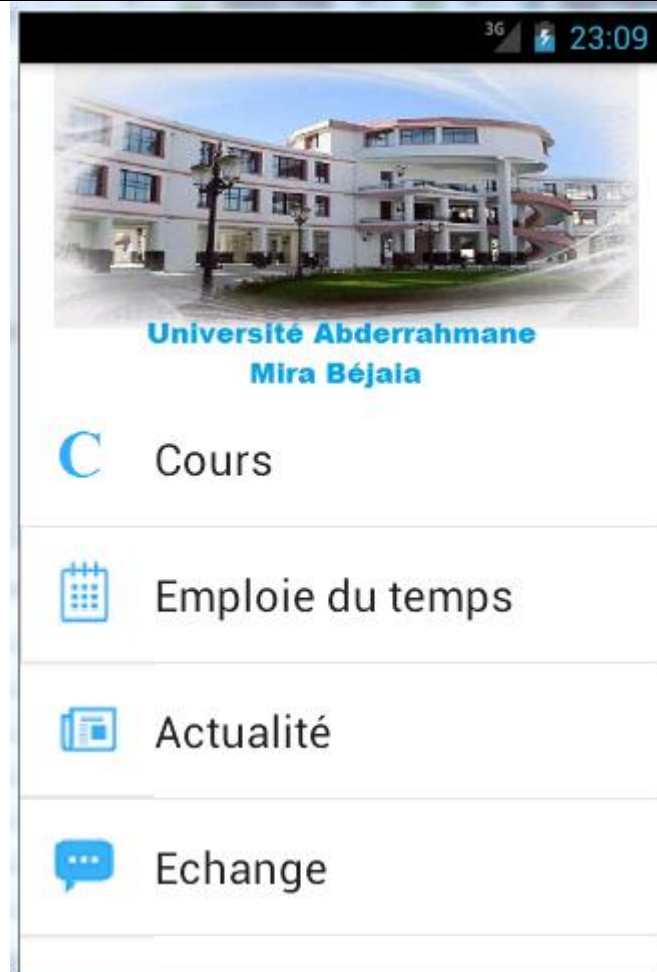 3G 23:09
Université Abderrahmane
Mira Béjaia
C Cours
Emploie du temps
Actualité
Echange